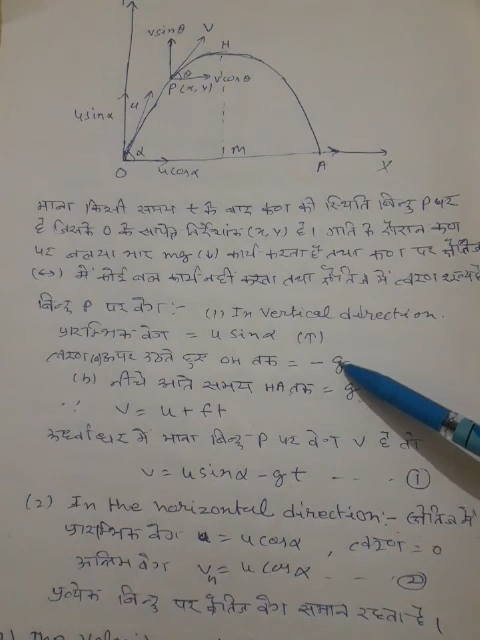 v sinθ
V
H
θ
v cosθ
P(x, y)
u
u sinα
α
O
u cosα
M
A
X
माना किसी समय t के बाद कण की स्थिति बिन्दु P पर
है जिसके O के सापेक्ष निर्देशांक (x, y) है। गति के दौरान कण
पर बल भार mg (↓) कार्य करता है तथा कण पर क्षैतिज
(↔) में कोई बल कार्य नहीं करता तथा क्षैतिज में त्वरण शून्य है
बिन्दु P पर वेग :- (1) In Vertical direction.
प्रारम्भिक वेग = u sinα (↑)
त्वरण (a) ऊपर उठते हुए OH तक = - g
(b) नीचे आते समय HA तक = g
∵ v = u + ft
ऊर्ध्वाधर में माना बिन्दु P पर वेग V है तो
v = u sinα - gt - - - ①
(2) In the horizontal direction :- क्षैतिज में
प्रारम्भिक वेग u = u cosα , त्वरण = 0
अन्तिम वेग vₕ = u cosα - - - ②
प्रत्येक बिन्दु पर क्षैतिज वेग समान रहता है।